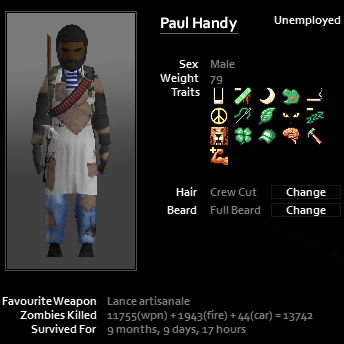 Paul Handy
Unemployed
Sex Male
Weight 79
Traits
Hair Crew Cut Change
Beard Full Beard Change
Favourite Weapon Lance artisanale
Zombies Killed 11755(wpn) + 1943(fire) + 44(car) = 13742
Survived For 9 months, 9 days, 17 hours